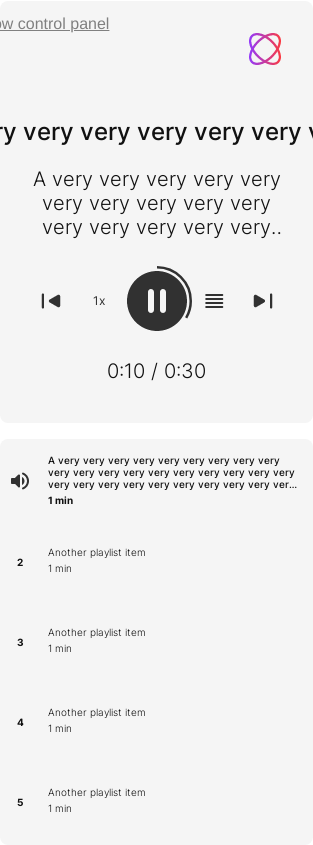 ow control panel
ry very very very very very v
A very very very very very
very very very very very
very very very very very..
1x
0:10 / 0:30
A very very very very very very very very very
very very very very very very very very very very
very very very very very very very very very ver...
1 min
2
Another playlist item
1 min
3
Another playlist item
1 min
4
Another playlist item
1 min
5
Another playlist item
1 min